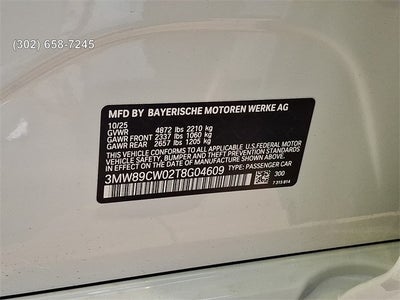 (302) 658-7245
MFD BY BAYERISCHE MOTOREN WERKE AG
10/25
GVWR 4872 lbs 2210 kg
GAWR FRONT 2337 lbs 1060 kg
GAWR REAR 2657 lbs 1205 kg
THIS VEHICLE CONFORMS TO ALL APPLICABLE U.S. FEDERAL MOTOR
VEHICLE SAFETY, BUMPER, AND THEFT PREVENTION STANDARDS
IN EFFECT ON THE DATE OF MANUFACTURE SHOWN ABOVE.
3MW89CW02T8G04609 TYPE: PASSENGER CAR
300
7 315 814